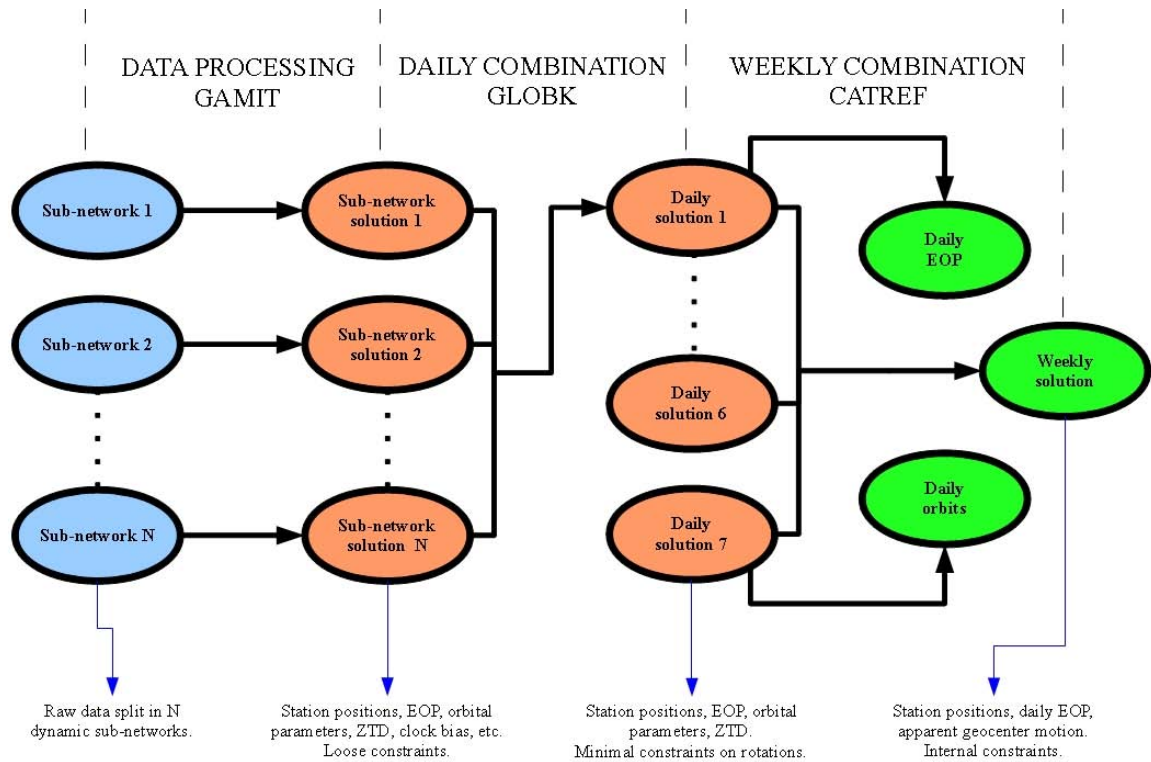 DATA PROCESSING
GAMIT
DAILY COMBINATION
GLOBK
WEEKLY COMBINATION
CATREF
Sub-network 1
Sub-network
solution 1
Daily
solution 1
Daily
EOP
Sub-network 2
Sub-network
solution 2
Daily
solution 6
Weekly
solution
Sub-network N
Sub-network
solution N
Daily
solution 7
Daily
orbits
Raw data split in N
dynamic sub-networks.
Station positions, EOP, orbital
parameters, ZTD, clock bias, etc.
Loose constraints.
Station positions, EOP, orbital
parameters, ZTD.
Minimal constraints on rotations.
Station positions, daily EOP,
apparent geocenter motion.
Internal constraints.